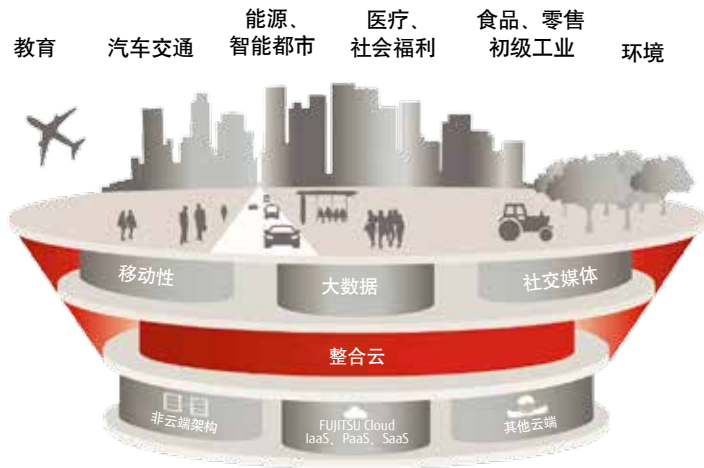 教育
汽车交通
能源、
智能都市
医疗、
社会福利
食品、零售
初级工业
环境
移动性
大数据
社交媒体
整合云
非云端架构
FUJITSU Cloud
IaaS、PaaS、SaaS
其他云端